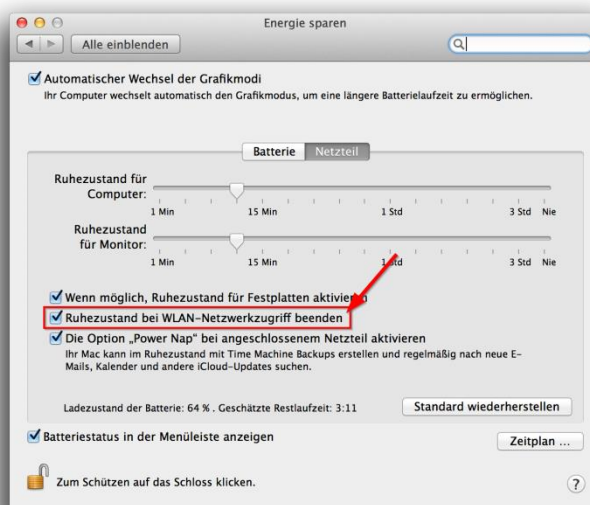 Energie sparen
Alle einblenden
Automatischer Wechsel der Grafikmodi
Ihr Computer wechselt automatisch den Grafikmodus, um eine längere Batterielaufzeit zu ermöglichen.
Batterie Netzteil
Ruhezustand für
Computer:
1 Min 15 Min 1 Std 3 Std Nie
Ruhezustand
für Monitor:
1 Min 15 Min 1 Std 3 Std Nie
Wenn möglich, Ruhezustand für Festplatten aktivieren
Ruhezustand bei WLAN-Netzwerkzugriff beenden
Die Option „Power Nap“ bei angeschlossenem Netzteil aktivieren
Ihr Mac kann im Ruhezustand mit Time Machine Backups erstellen und regelmäßig nach neue E-
Mails, Kalender und andere iCloud-Updates suchen.
Ladezustand der Batterie: 64 % . Geschätzte Restlaufzeit: 3:11
Standard wiederherstellen
Batteriestatus in der Menüleiste anzeigen
Zeitplan ...
Zum Schützen auf das Schloss klicken.
?